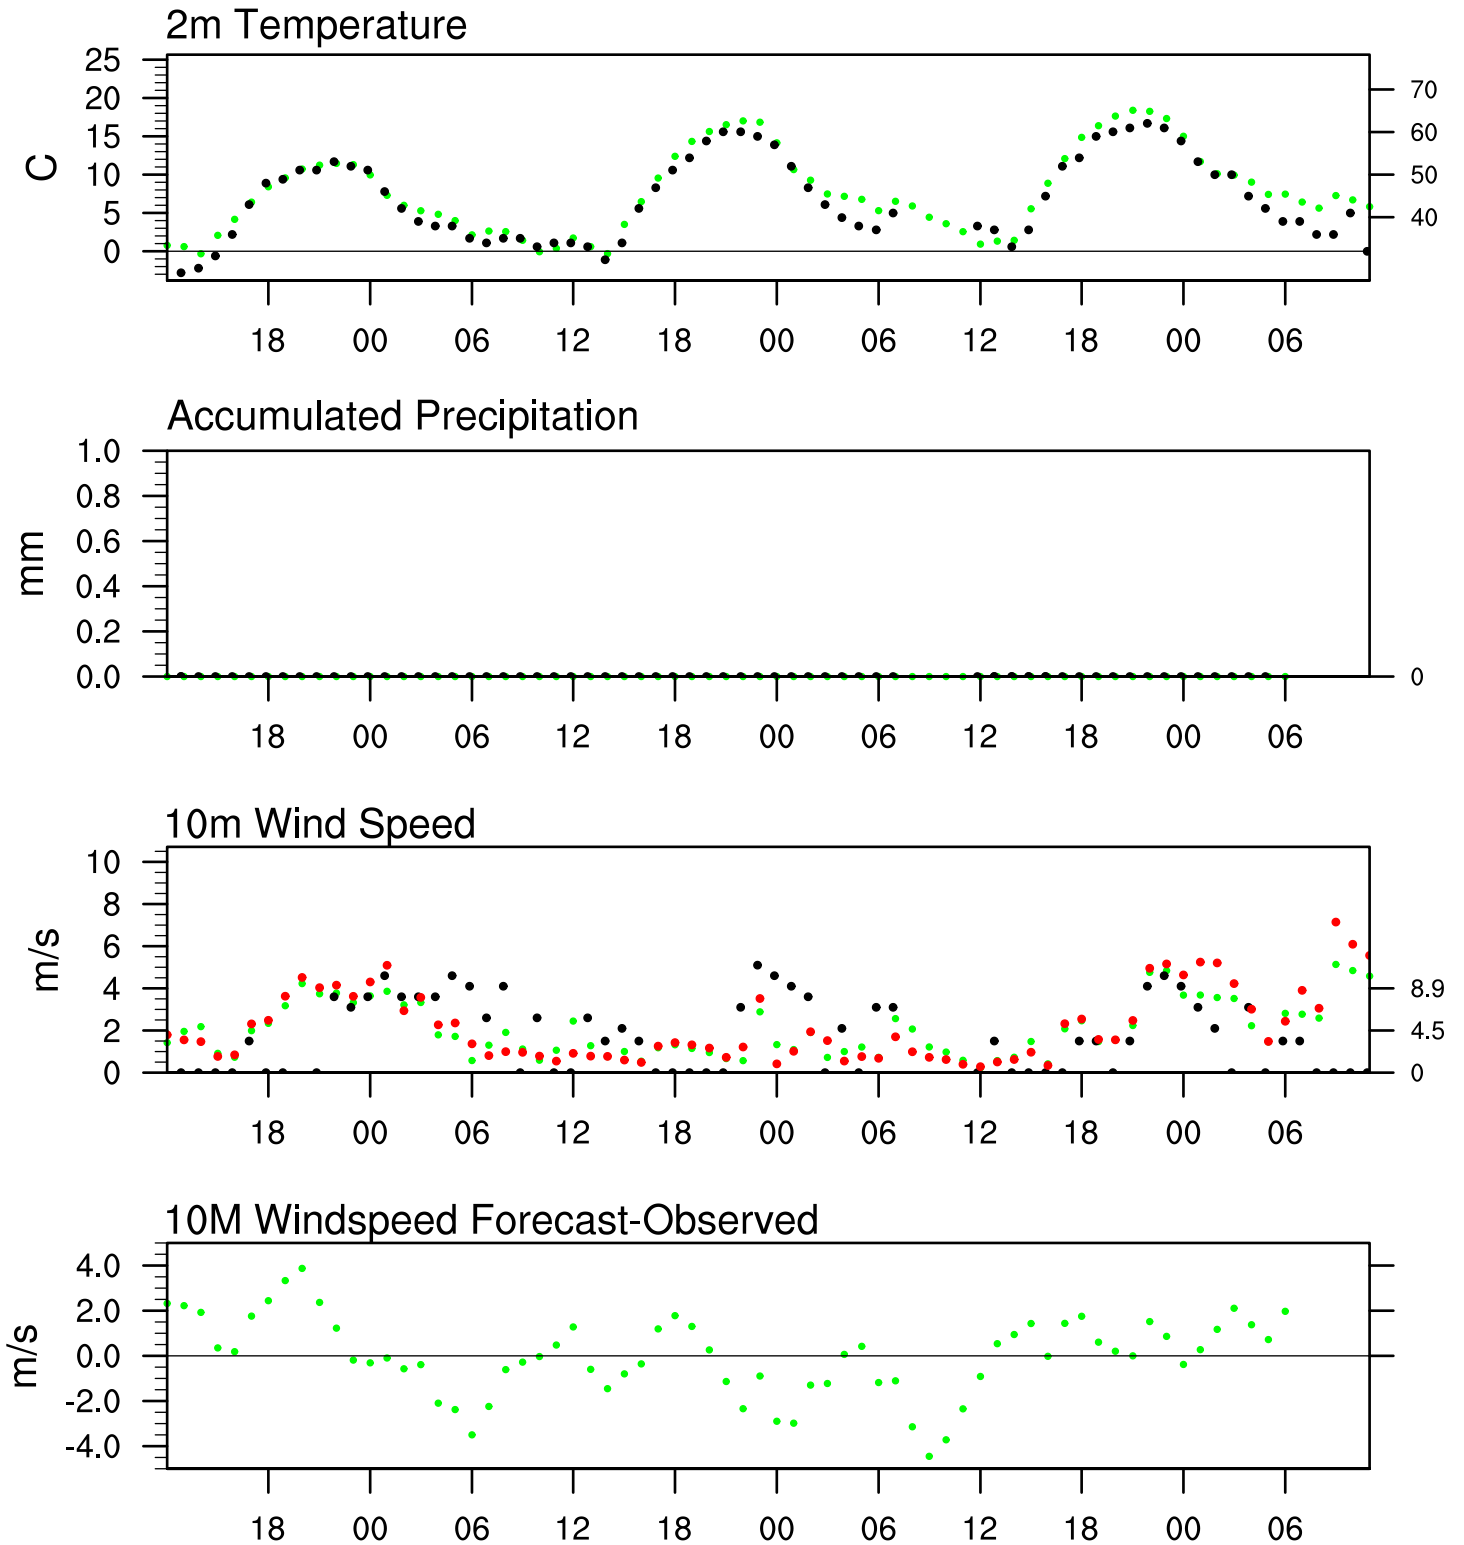 2m Temperature
25
20
15
10
5
0
C
70
60
50
40
18 00 06 12 18 00 06 12 18 00 06
Accumulated Precipitation
1.0
0.8
0.6
0.4
0.2
0.0
mm
0
18 00 06 12 18 00 06 12 18 00 06
10m Wind Speed
10
8
6
4
2
0
m/s
8.9
4.5
0
18 00 06 12 18 00 06 12 18 00 06
10M Windspeed Forecast-Observed
4.0
2.0
0.0
-2.0
-4.0
m/s
18 00 06 12 18 00 06 12 18 00 06